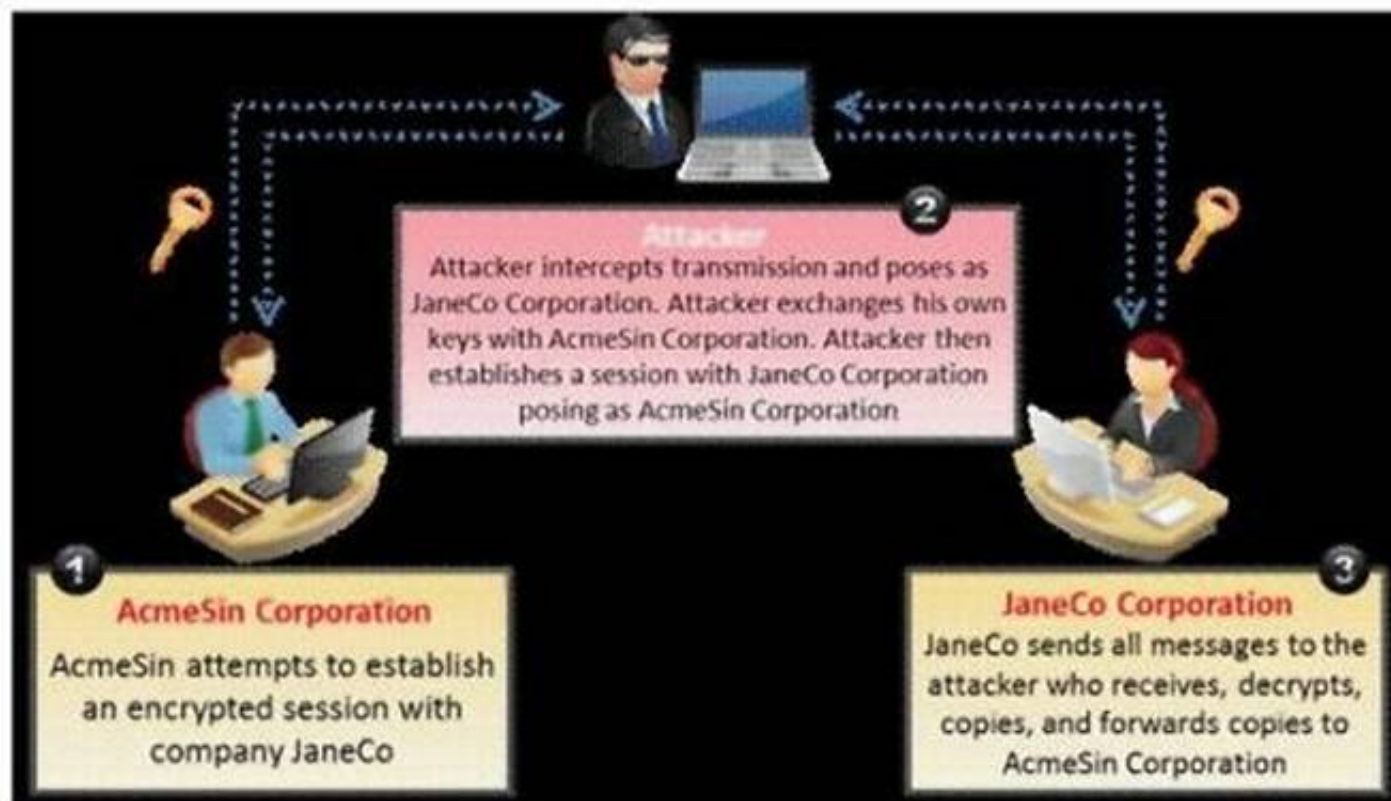 2
Attacker
Attacker intercepts transmission and poses as
JaneCo Corporation. Attacker exchanges his own
keys with AcmeSin Corporation. Attacker then
establishes a session with JaneCo Corporation
posing as AcmeSin Corporation
1
AcmeSin Corporation
AcmeSin attempts to establish
an encrypted session with
company JaneCo
3
JaneCo Corporation
JaneCo sends all messages to the
attacker who receives, decrypts,
copies, and forwards copies to
AcmeSin Corporation